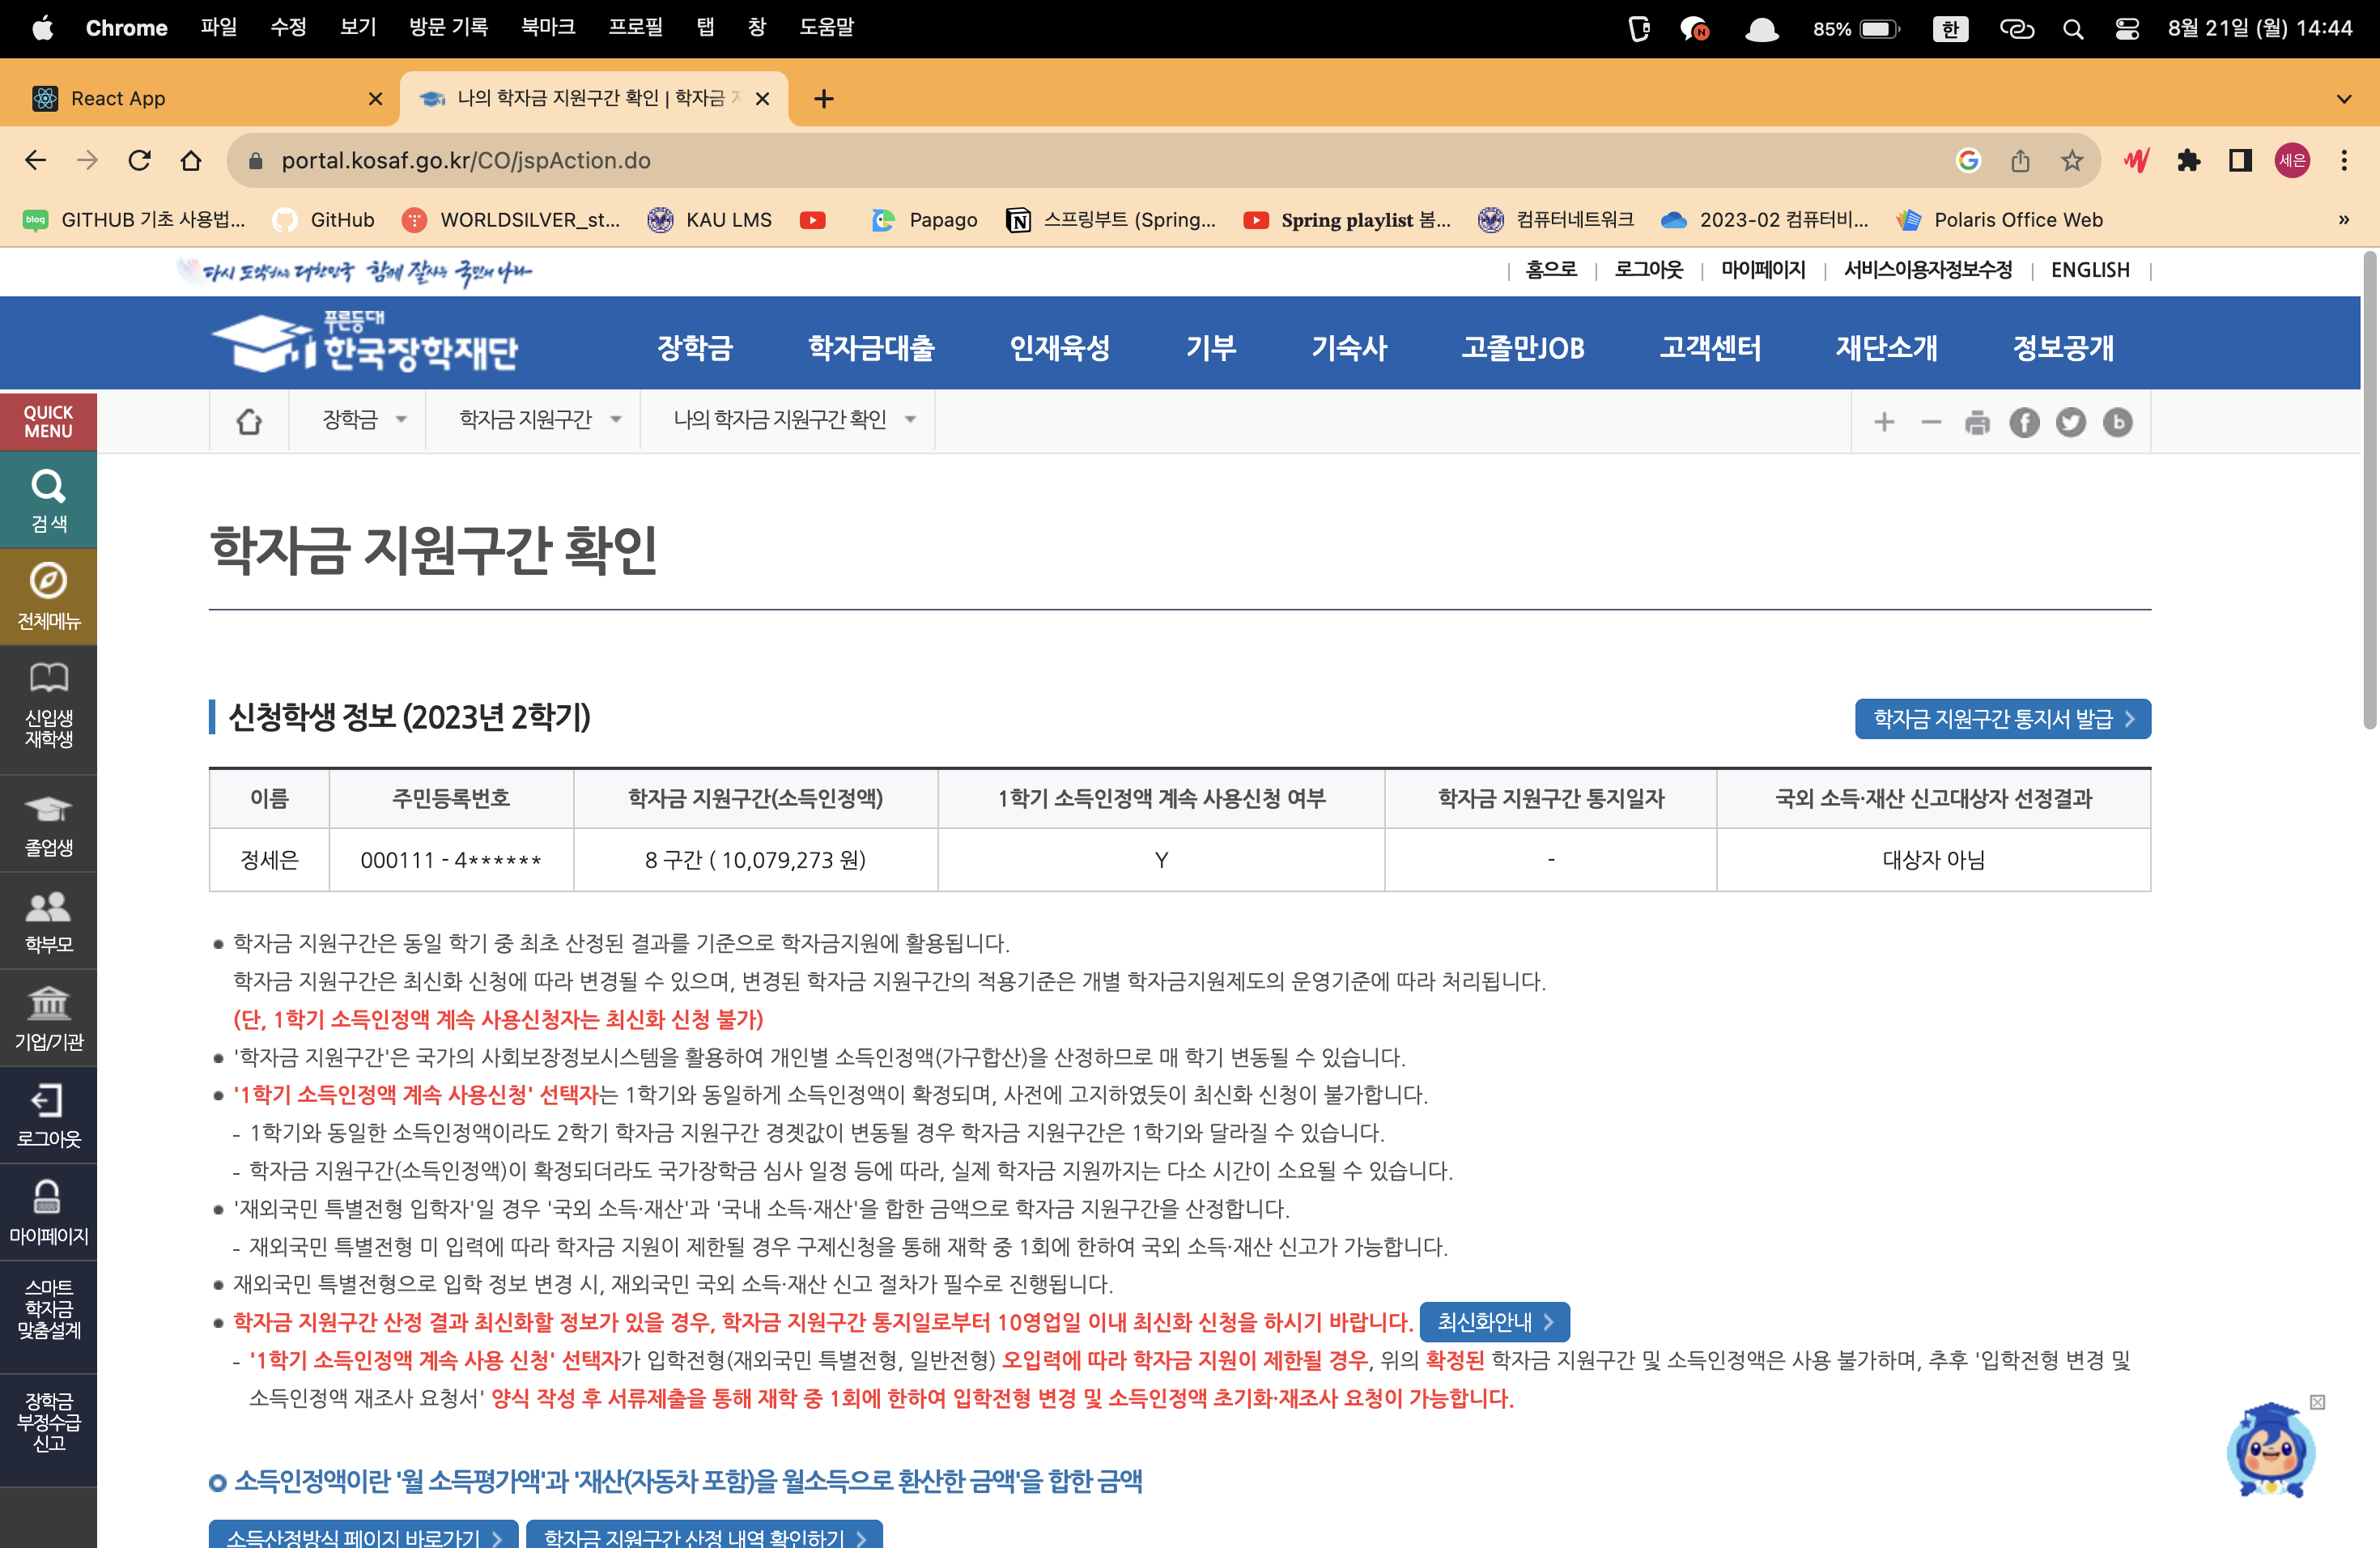 Chrome 파일 수정 보기 방문 기록 북마크 프로필 탭 창 도움말 85% 한 8월 21일 (월) 14:44
React App 나의 학자금 지원구간 확인 | 학자금
portal.kosaf.go.kr/CO/jspAction.do 세은
blog GITHUB 기초 사용법... GitHub WORLDSILVER_st... KAU LMS Papago 스프링부트 (Spring... Spring playlist 봄... 컴퓨터네트워크 2023-02 컴퓨터비... Polaris Office Web »
다시 도약하는 대한민국 함께 잘사는 국민의 나라 | 홈으로 | 로그아웃 | 마이페이지 | 서비스이용자정보수정 | ENGLISH |
푸른등대
한국장학재단 장학금 학자금대출 인재육성 기부 기숙사 고졸만JOB 고객센터 재단소개 정보공개
QUICK
MENU
장학금 학자금 지원구간 나의 학자금 지원구간 확인
검색
전체메뉴
신입생
재학생
졸업생
학부모
기업/기관
로그아웃
마이페이지
스마트
학자금
맞춤설계
장학금
부정수급
신고
학자금 지원구간 확인
신청학생 정보 (2023년 2학기) 학자금 지원구간 통지서 발급
이름 주민등록번호 학자금 지원구간(소득인정액) 1학기 소득인정액 계속 사용신청 여부 학자금 지원구간 통지일자 국외 소득·재산 신고대상자 선정결과
정세은 000111 - 4****** 8 구간 ( 10,079,273 원) Y - 대상자 아님
학자금 지원구간은 동일 학기 중 최초 산정된 결과를 기준으로 학자금지원에 활용됩니다.
학자금 지원구간은 최신화 신청에 따라 변경될 수 있으며, 변경된 학자금 지원구간의 적용기준은 개별 학자금지원제도의 운영기준에 따라 처리됩니다.
(단, 1학기 소득인정액 계속 사용신청자는 최신화 신청 불가)
'학자금 지원구간'은 국가의 사회보장정보시스템을 활용하여 개인별 소득인정액(가구합산)을 산정하므로 매 학기 변동될 수 있습니다.
'1학기 소득인정액 계속 사용신청' 선택자는 1학기와 동일하게 소득인정액이 확정되며, 사전에 고지하였듯이 최신화 신청이 불가합니다.
- 1학기와 동일한 소득인정액이라도 2학기 학자금 지원구간 경곗값이 변동될 경우 학자금 지원구간은 1학기와 달라질 수 있습니다.
- 학자금 지원구간(소득인정액)이 확정되더라도 국가장학금 심사 일정 등에 따라, 실제 학자금 지원까지는 다소 시간이 소요될 수 있습니다.
'재외국민 특별전형 입학자'일 경우 '국외 소득·재산'과 '국내 소득·재산'을 합한 금액으로 학자금 지원구간을 산정합니다.
- 재외국민 특별전형 미 입력에 따라 학자금 지원이 제한될 경우 구제신청을 통해 재학 중 1회에 한하여 국외 소득·재산 신고가 가능합니다.
재외국민 특별전형으로 입학 정보 변경 시, 재외국민 국외 소득·재산 신고 절차가 필수로 진행됩니다.
학자금 지원구간 산정 결과 최신화할 정보가 있을 경우, 학자금 지원구간 통지일로부터 10영업일 이내 최신화 신청을 하시기 바랍니다. 최신화안내
- '1학기 소득인정액 계속 사용 신청' 선택자가 입학전형(재외국민 특별전형, 일반전형) 오입력에 따라 학자금 지원이 제한될 경우, 위의 확정된 학자금 지원구간 및 소득인정액은 사용 불가하며, 추후 '입학전형 변경 및
소득인정액 재조사 요청서' 양식 작성 후 서류제출을 통해 재학 중 1회에 한하여 입학전형 변경 및 소득인정액 초기화·재조사 요청이 가능합니다.
소득인정액이란 '월 소득평가액'과 '재산(자동차 포함)을 월소득으로 환산한 금액'을 합한 금액
소득산정방식 페이지 바로가기 학자금 지원구간 산정 내역 확인하기